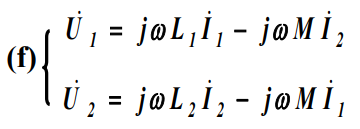 (f) U̇₁ = jωL₁İ₁ − jωMİ₂
U̇₂ = jωL₂İ₂ − jωMİ₁